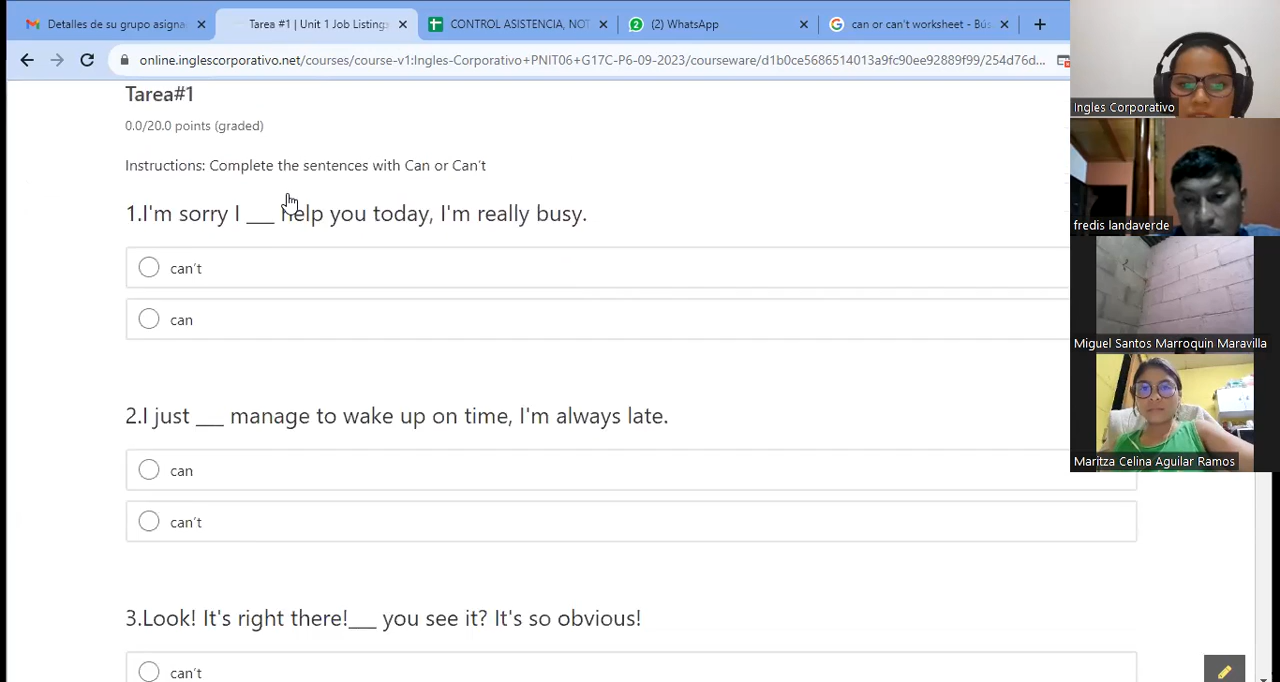 Detalles de su grupo asigna
Tarea #1 | Unit 1 Job Listing:
CONTROL ASISTENCIA, NOT
(2) WhatsApp
can or can't worksheet - Bús
online.inglescorporativo.net/courses/course-v1:Ingles-Corporativo+PNIT06+G17C-P6-09-2023/courseware/d1b0ce5686514013a9fc90ee92889f99/254d76d...
Tarea#1
0.0/20.0 points (graded)
Instructions: Complete the sentences with Can or Can't
1.I'm sorry I ___ help you today, I'm really busy.
can't
can
2.I just ___ manage to wake up on time, I'm always late.
can
can't
3.Look! It's right there!___ you see it? It's so obvious!
can't
Ingles Corporativo
fredis landaverde
Miguel Santos Marroquin Maravilla
Maritza Celina Aguilar Ramos